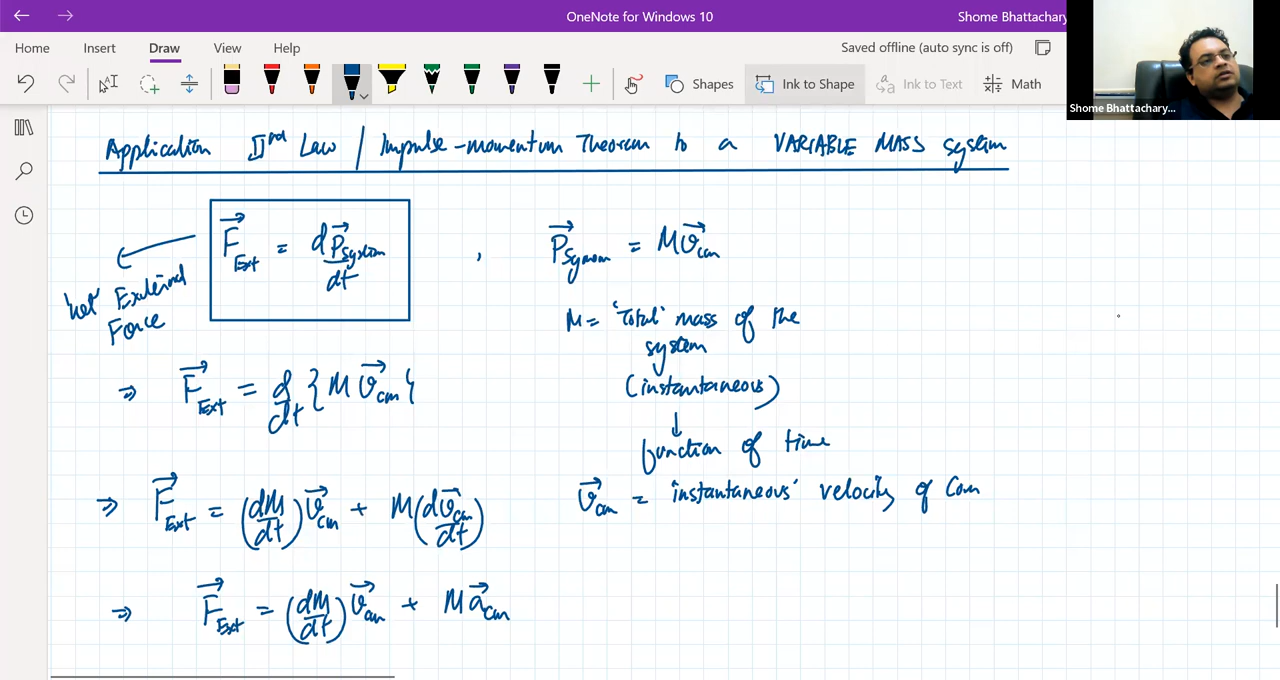 OneNote for Windows 10
Shome Bhattachary
Home Insert Draw View Help
Saved offline (auto sync is off)
Shapes Ink to Shape Ink to Text Math
Shome Bhattachary...
Application IInd Law / Impulse-momentum Theorem to a VARIABLE MASS system
F⃗Ext = dP⃗system/dt , P⃗System = Mv⃗cm
'net' External Force
M = 'Total' mass of the
system
(instantaneous)
↓
function of time
⇒ F⃗Ext = d/dt { M v⃗cm }
v⃗cm = 'instantaneous' velocity of Com
⇒ F⃗Ext = (dM/dt) v⃗cm + M(dv⃗cm/dt)
⇒ F⃗Ext = (dM/dt) v⃗cm + M a⃗cm